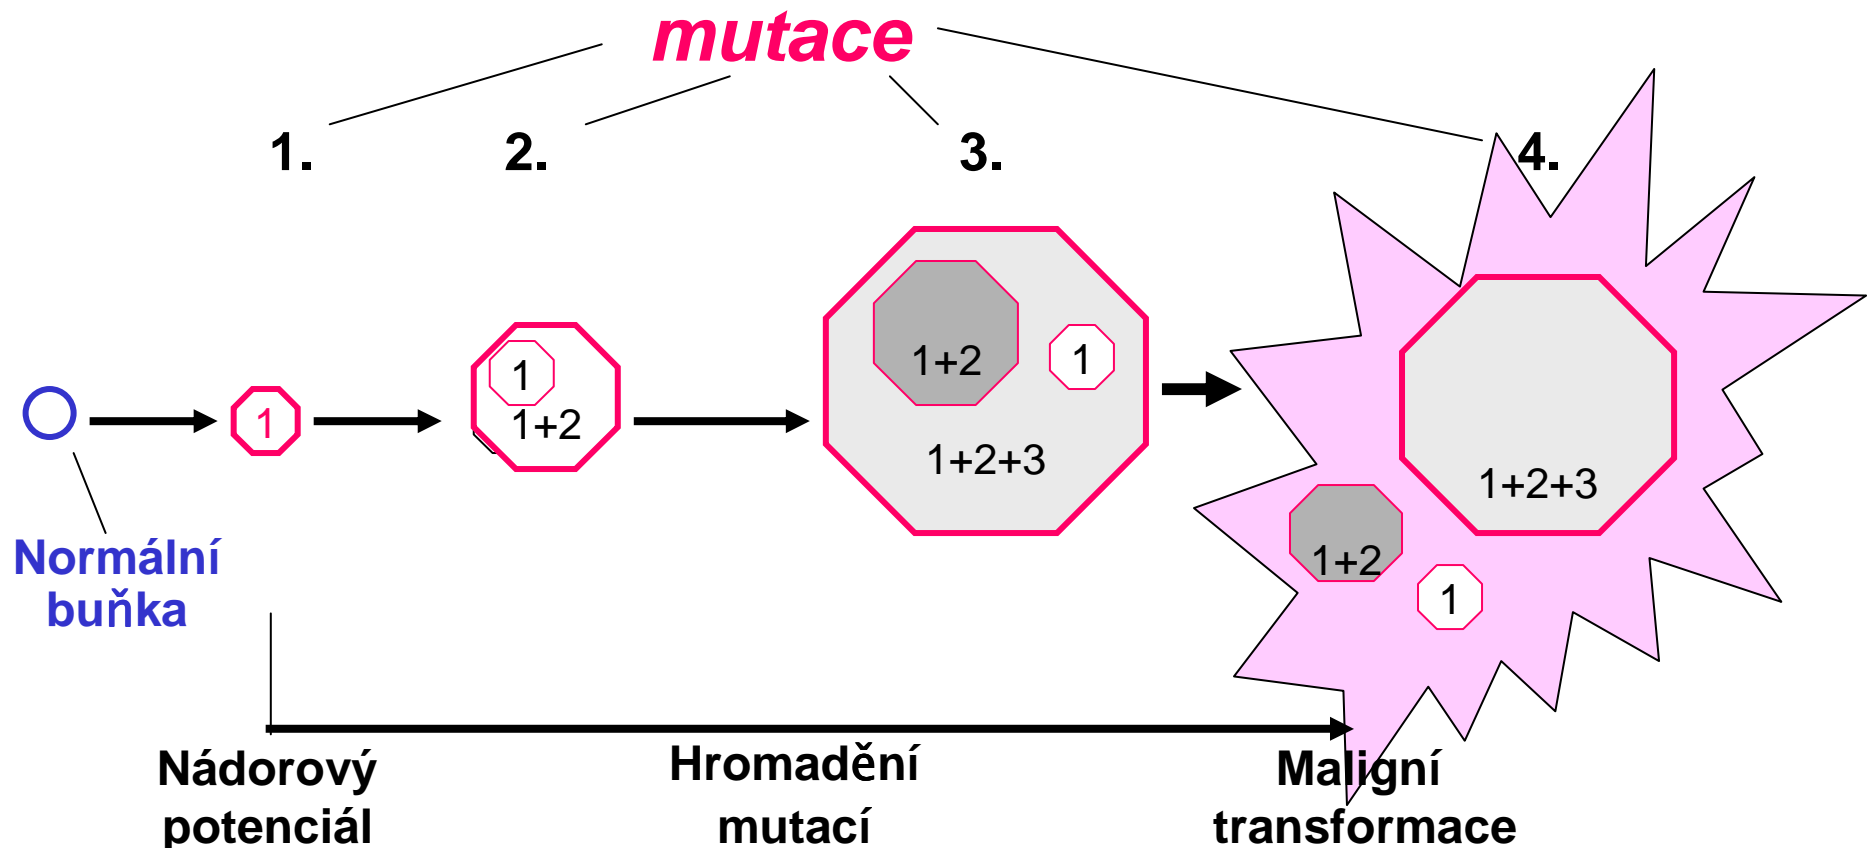 mutace
1. 2. 3. 4.
1+2 1
1
1 1+2
1+2+3
1+2+3
1+2
1
Normální
buňka
Nádorový
potenciál
Hromadění
mutací
Maligní
transformace